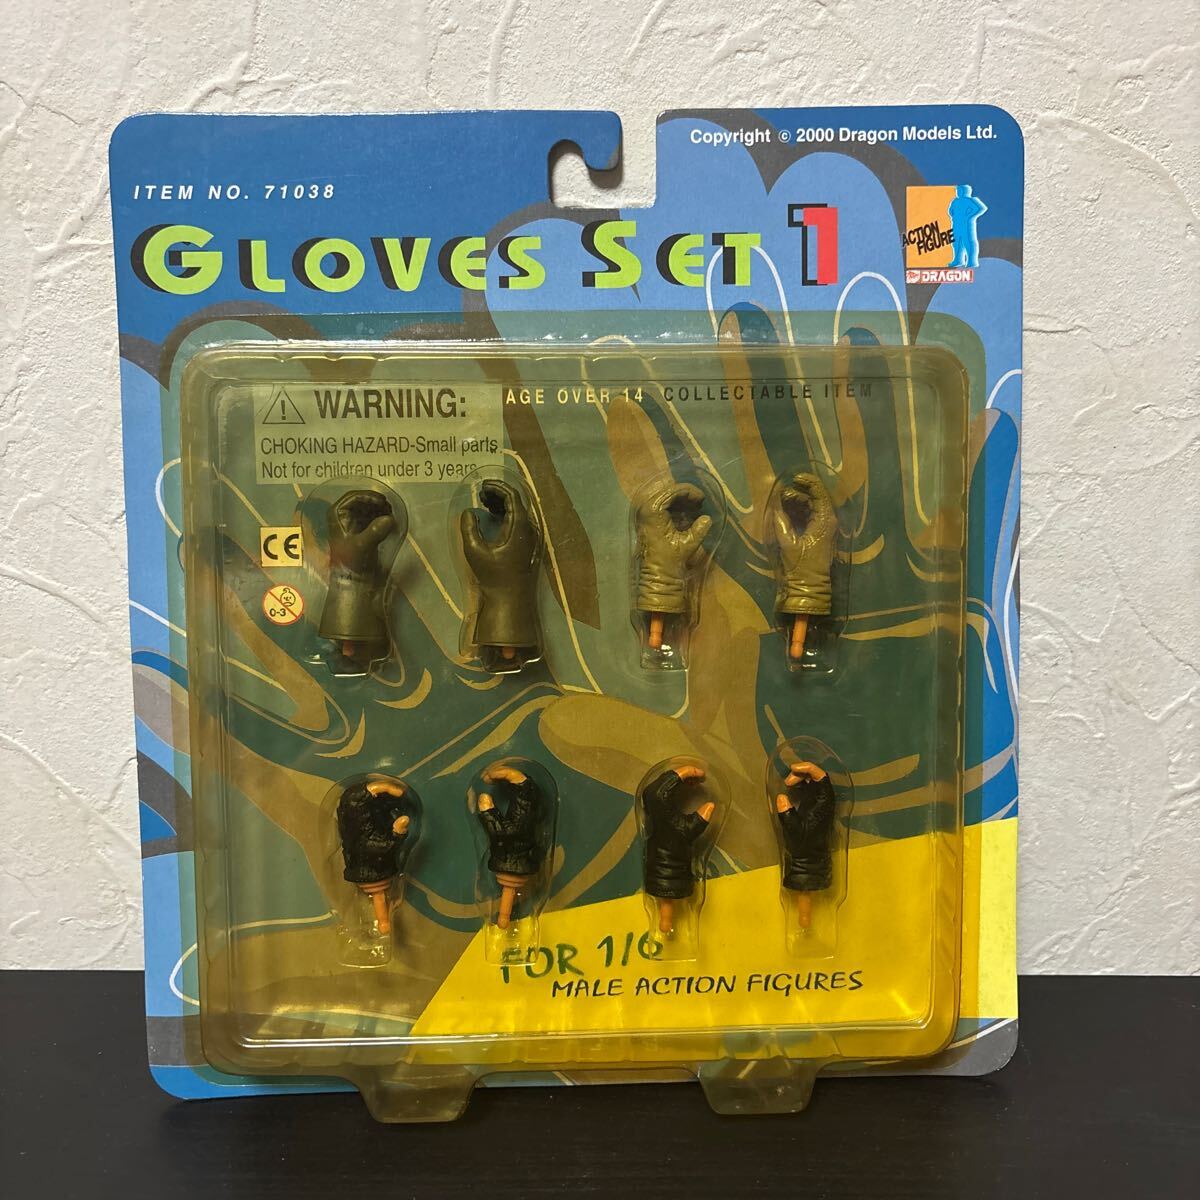 Copyright © 2000 Dragon Models Ltd.
ITEM NO. 71038
GLOVES SET 1
ACTION FIGURE
DRAGON
WARNING:
AGE OVER 14 COLLECTABLE ITEM
CHOKING HAZARD-Small parts.
Not for children under 3 years
CE
0-3
FOR 1/6
MALE ACTION FIGURES